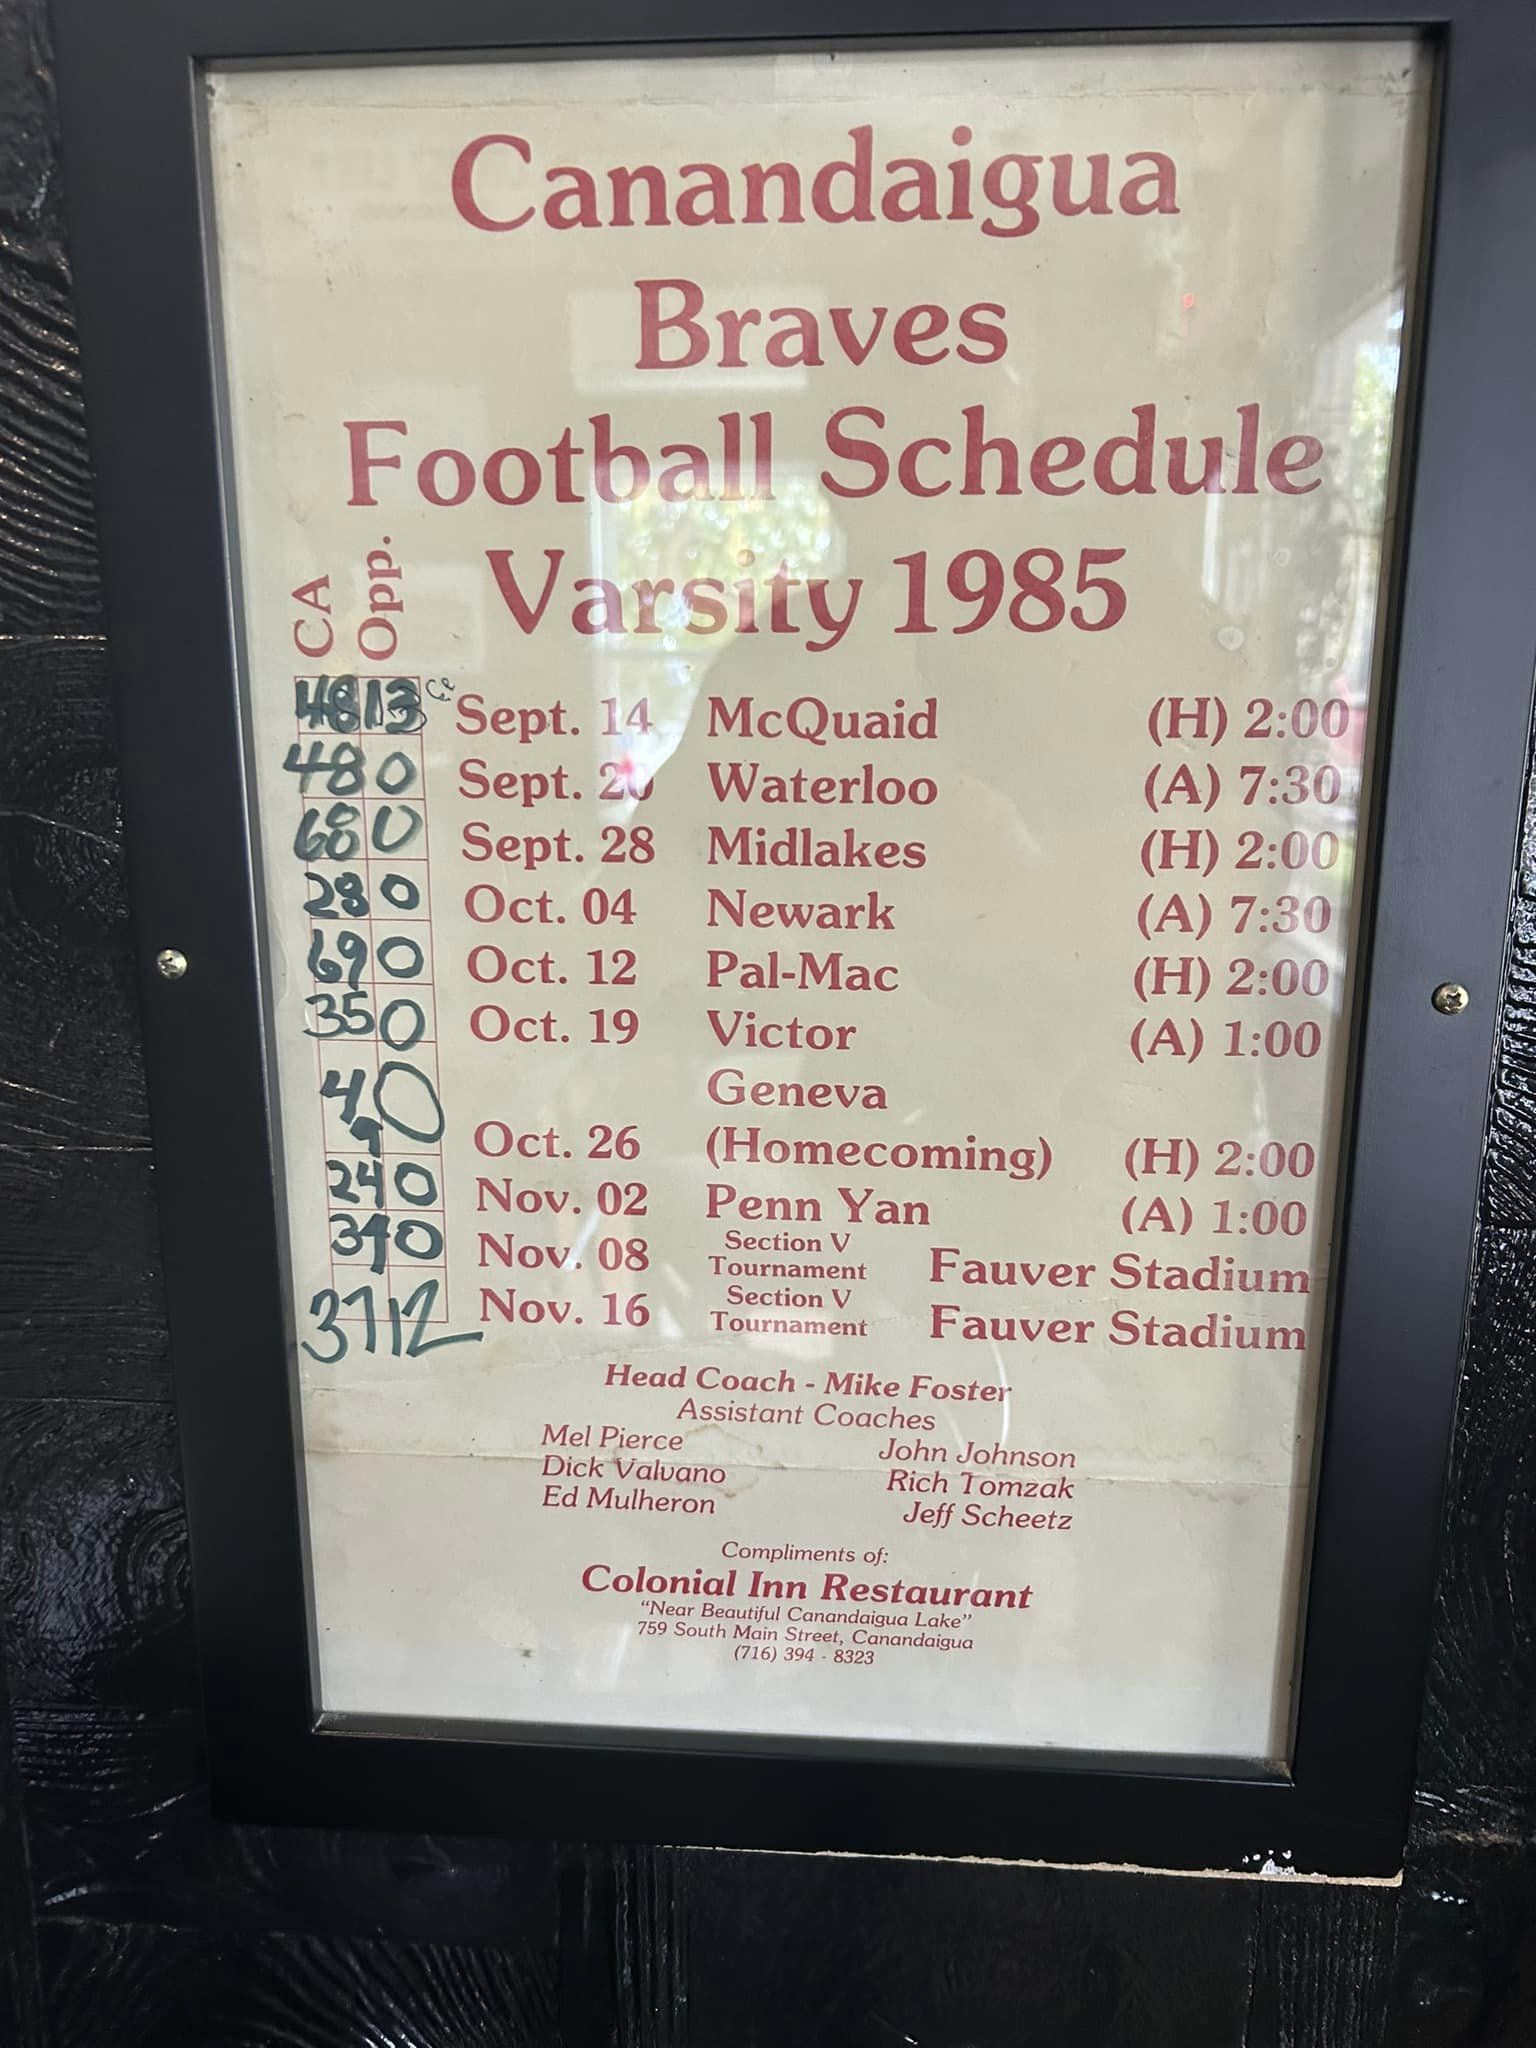 Canandaigua
Braves
Football Schedule
Varsity 1985
CA Opp.
48 13 Sept. 14 McQuaid (H) 2:00
48 0 Sept. 20 Waterloo (A) 7:30
68 0 Sept. 28 Midlakes (H) 2:00
28 0 Oct. 04 Newark (A) 7:30
69 0 Oct. 12 Pal-Mac (H) 2:00
35 0 Oct. 19 Victor (A) 1:00
Geneva
49 0 Oct. 26 (Homecoming) (H) 2:00
24 0 Nov. 02 Penn Yan (A) 1:00
0 Nov. 08 Section V Tournament Fauver Stadium
37 12 Nov. 16 Section V Tournament Fauver Stadium
Head Coach - Mike Foster
Assistant Coaches
Mel Pierce John Johnson
Dick Valvano Rich Tomzak
Ed Mulheron Jeff Scheetz
Compliments of:
Colonial Inn Restaurant
"Near Beautiful Canandaigua Lake"
759 South Main Street, Canandaigua
(716) 394 - 8323